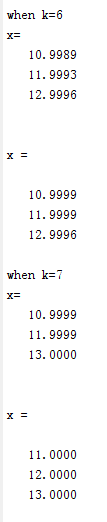 when k=6
x=
10.9989
11.9993
12.9996
x =
10.9999
11.9999
12.9996
when k=7
x=
10.9999
11.9999
13.0000
x =
11.0000
12.0000
13.0000